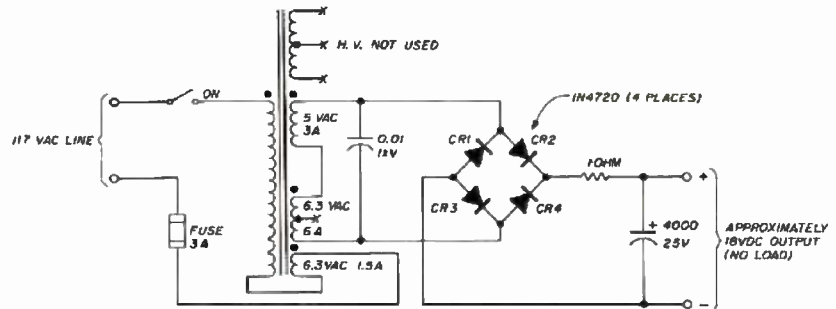 H.V. NOT USED
ON
117 VAC LINE
FUSE
3A
5 VAC
3A
6.3 VAC
6A
6.3VAC 1.5A
0.01
1kV
1N4720 (4 PLACES)
CR1
CR2
CR3
CR4
1 OHM
+ 4000
25V
+
APPROXIMATELY
18VDC OUTPUT
(NO LOAD)
-